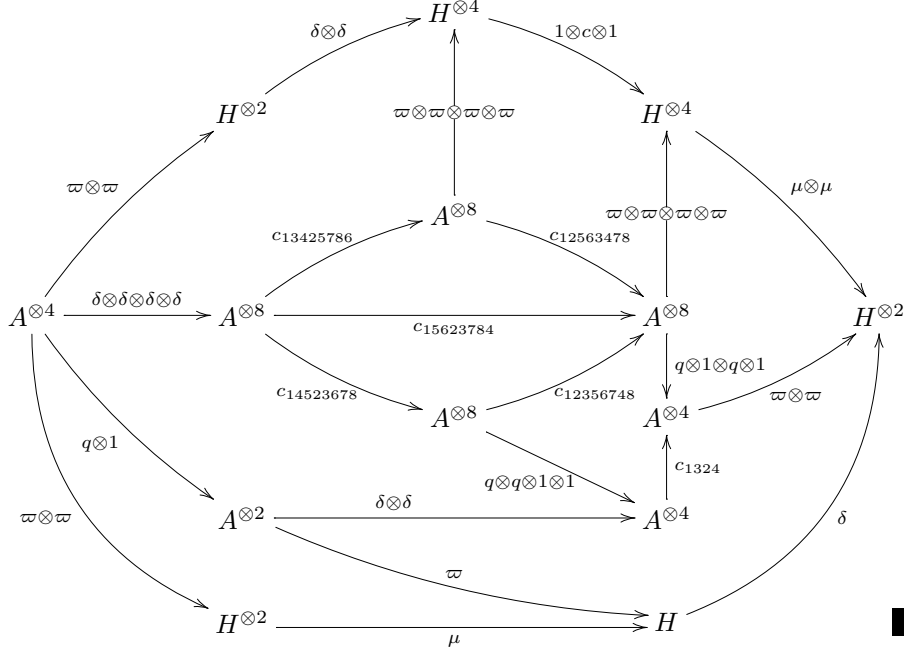 H^{⊗4}
δ⊗δ
1⊗c⊗1
H^{⊗2}
ϖ⊗ϖ⊗ϖ⊗ϖ
H^{⊗4}
ϖ⊗ϖ
μ⊗μ
A^{⊗8}
ϖ⊗ϖ⊗ϖ⊗ϖ
c_{13425786}
c_{12563478}
δ⊗δ⊗δ⊗δ
A^{⊗4}
A^{⊗8}
A^{⊗8}
H^{⊗2}
c_{15623784}
q⊗1⊗q⊗1
c_{14523678}
c_{12356748}
ϖ⊗ϖ
A^{⊗8}
A^{⊗4}
q⊗1
c_{1324}
q⊗q⊗1⊗1
δ⊗δ
ϖ⊗ϖ
A^{⊗2}
A^{⊗4}
δ
ϖ
H^{⊗2}
H
μ